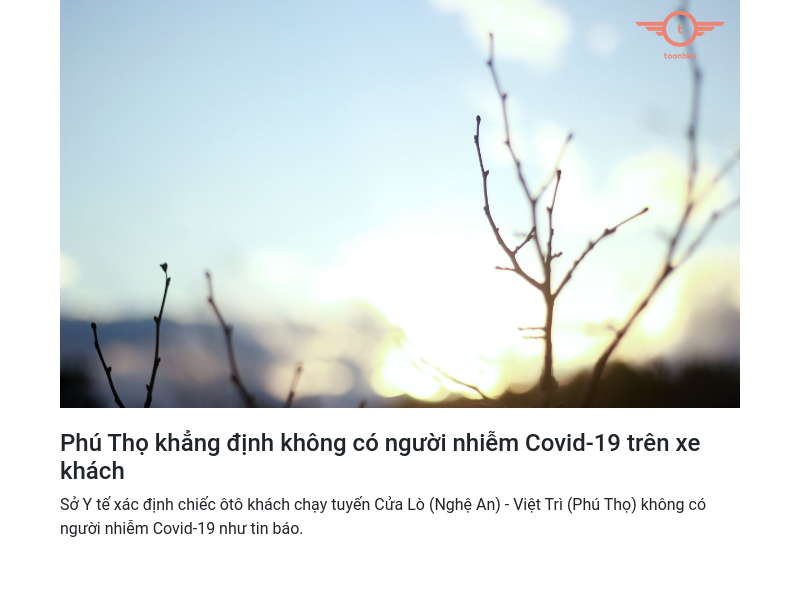 t
Phú Thọ khẳng định không có người nhiễm Covid-19 trên xe
khách
Sở Y tế xác định chiếc ôtô khách chạy tuyến Cửa Lò (Nghệ An) - Việt Trì (Phú Thọ) không có
người nhiễm Covid-19 như tin báo.